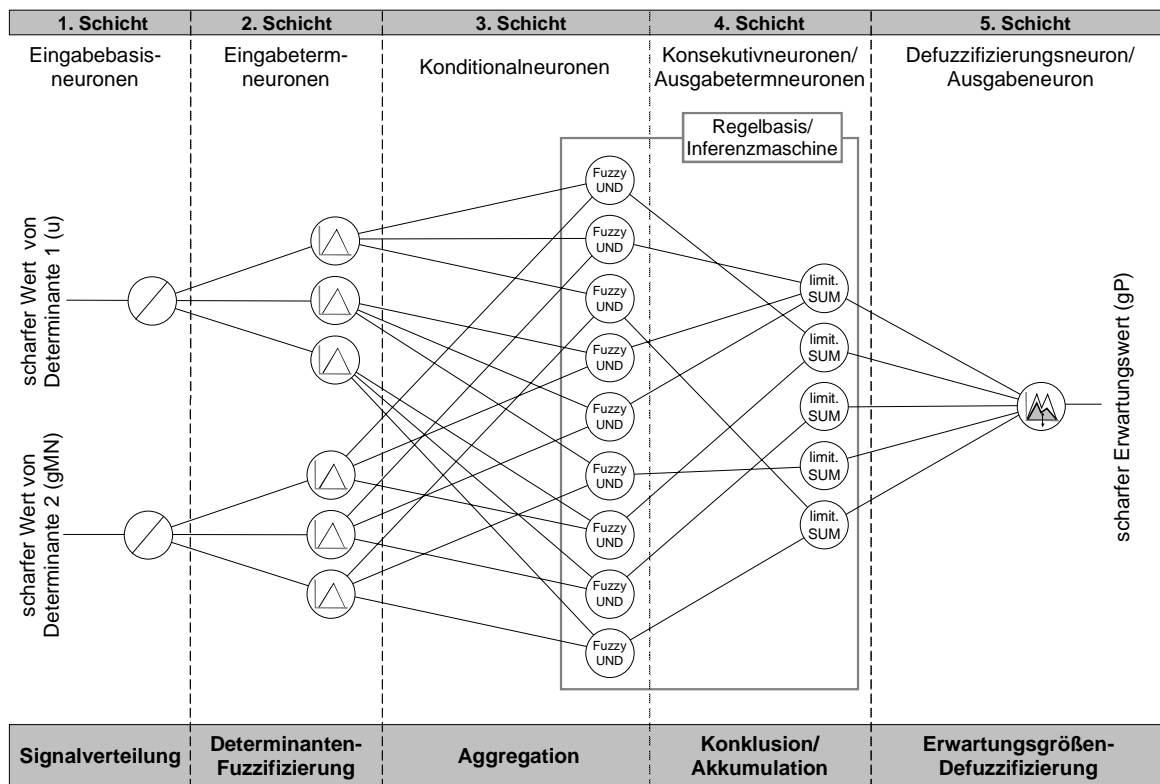 1. Schicht
2. Schicht
3. Schicht
4. Schicht
5. Schicht
Eingabebasis-
neuronen
Eingabeterm-
neuronen
Konditionalneuronen
Konsekutivneuronen/
Ausgabetermneuronen
Defuzzifizierungsneuron/
Ausgabeneuron
Regelbasis/
Inferenzmaschine
scharfer Wert von
Determinante 1 (u)
scharfer Wert von
Determinante 2 (gMN)
Fuzzy
UND
Fuzzy
UND
Fuzzy
UND
Fuzzy
UND
Fuzzy
UND
Fuzzy
UND
Fuzzy
UND
Fuzzy
UND
Fuzzy
UND
limit.
SUM
limit.
SUM
limit.
SUM
limit.
SUM
limit.
SUM
scharfer Erwartungswert (gP)
Signalverteilung
Determinanten-
Fuzzifizierung
Aggregation
Konklusion/
Akkumulation
Erwartungsgrößen-
Defuzzifizierung